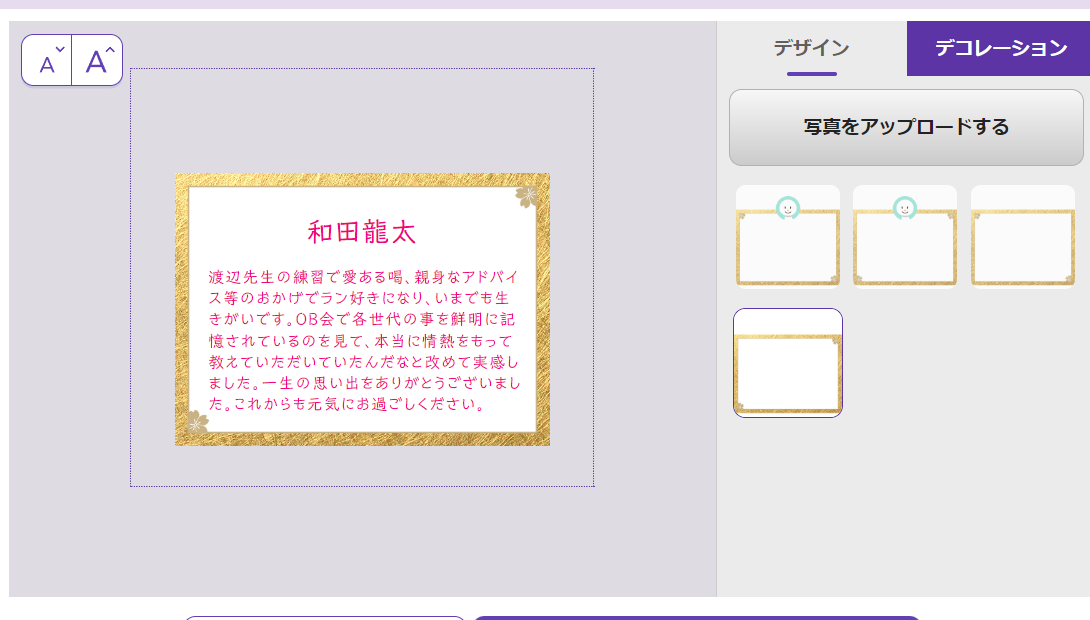 A A
デザイン
デコレーション
写真をアップロードする
和田龍太
渡辺先生の練習で愛ある喝、親身なアドバイ
ス等のおかげでラン好きになり、いまでも生
きがいです。OB会で各世代の事を鮮明に記
憶されているのを見て、本当に情熱をもって
教えていただいていたんだなと改めて実感し
ました。一生の思い出をありがとうございまし
た。これからも元気にお過ごしください。